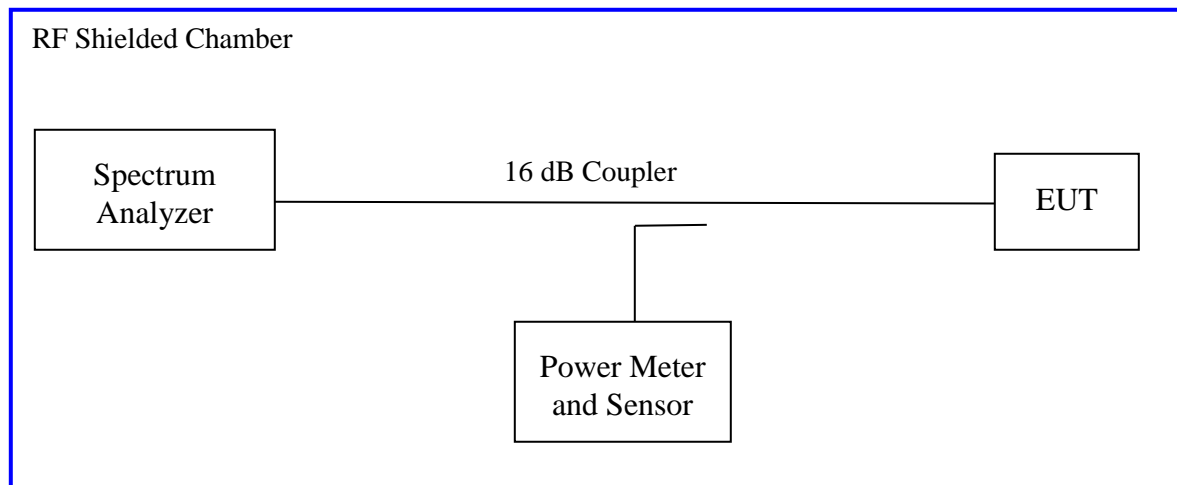 RF Shielded Chamber
Spectrum
Analyzer
16 dB Coupler
EUT
Power Meter
and Sensor